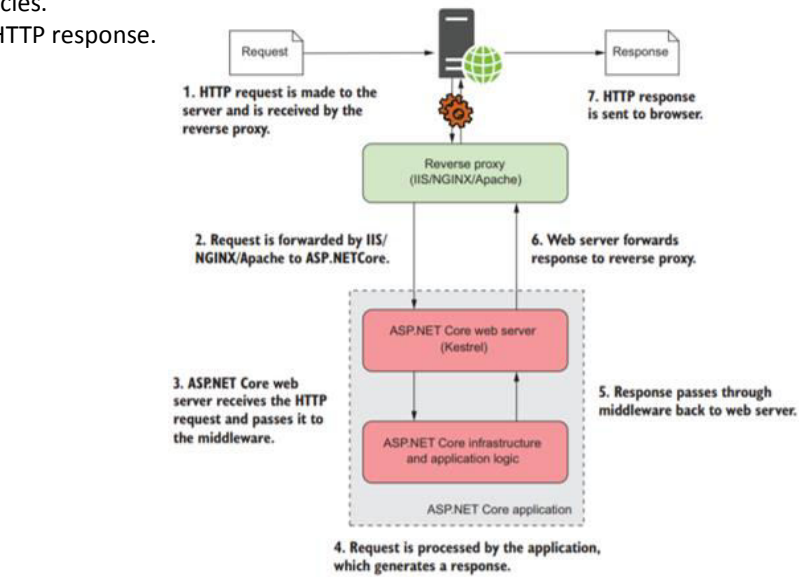 cies.
HTTP response.
Request
Response
1. HTTP request is made to the
server and is received by the
reverse proxy.
7. HTTP response
is sent to browser.
Reverse proxy
(IIS/NGINX/Apache)
2. Request is forwarded by IIS/
NGINX/Apache to ASP.NETCore.
6. Web server forwards
response to reverse proxy.
ASP.NET Core web server
(Kestrel)
3. ASP.NET Core web
server receives the HTTP
request and passes it to
the middleware.
5. Response passes through
middleware back to web server.
ASP.NET Core infrastructure
and application logic
ASP.NET Core application
4. Request is processed by the application,
which generates a response.